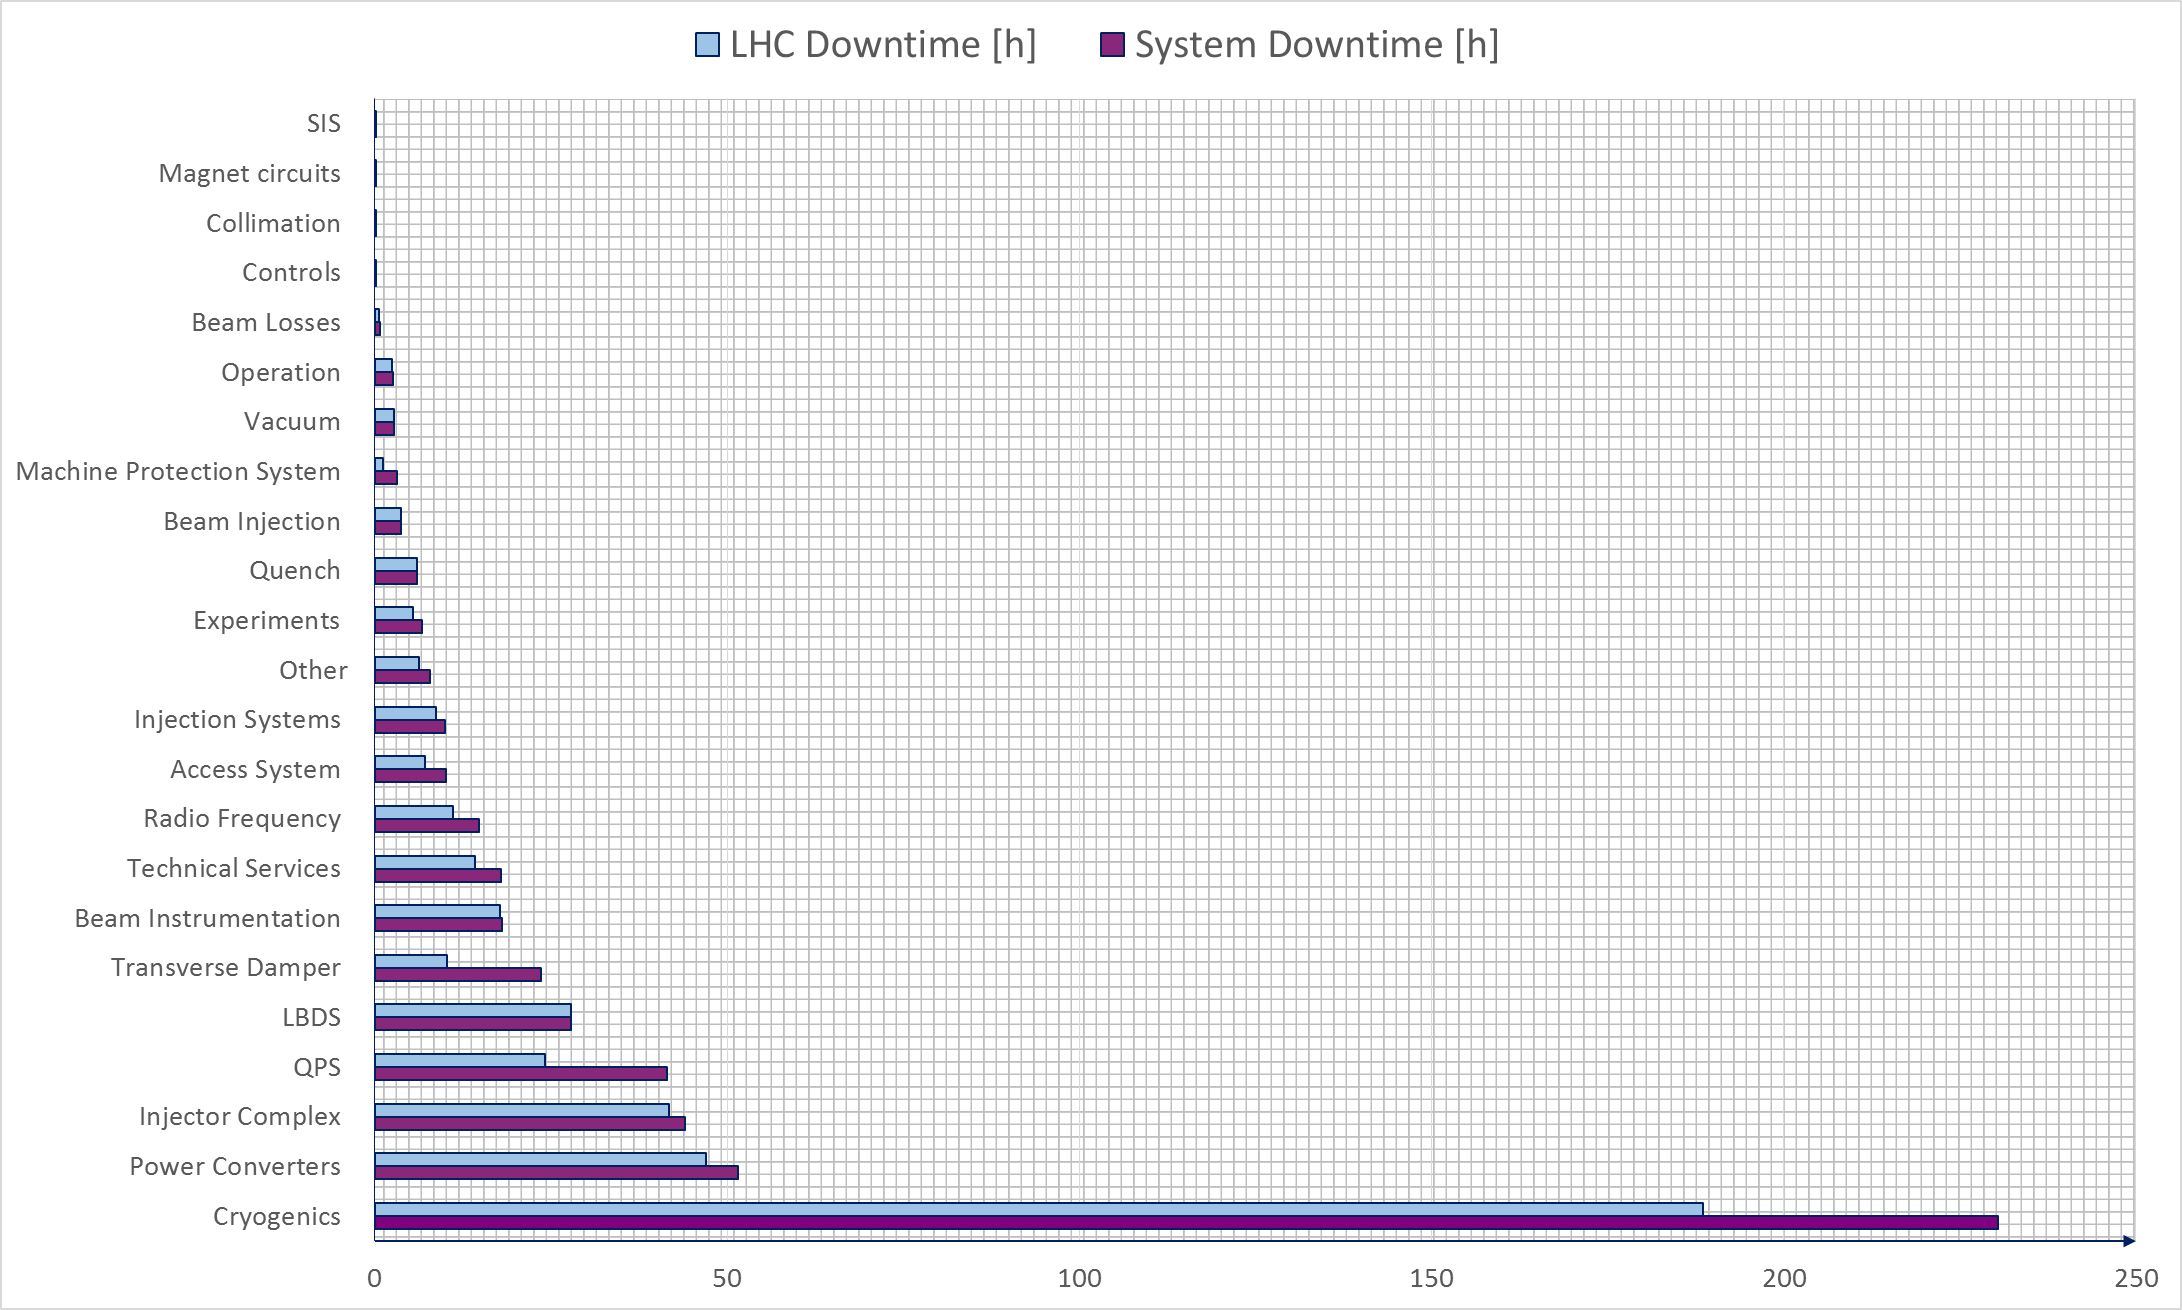 LHC Downtime [h] System Downtime [h]
SIS
Magnet circuits
Collimation
Controls
Beam Losses
Operation
Vacuum
Machine Protection System
Beam Injection
Quench
Experiments
Other
Injection Systems
Access System
Radio Frequency
Technical Services
Beam Instrumentation
Transverse Damper
LBDS
QPS
Injector Complex
Power Converters
Cryogenics
0 50 100 150 200 250